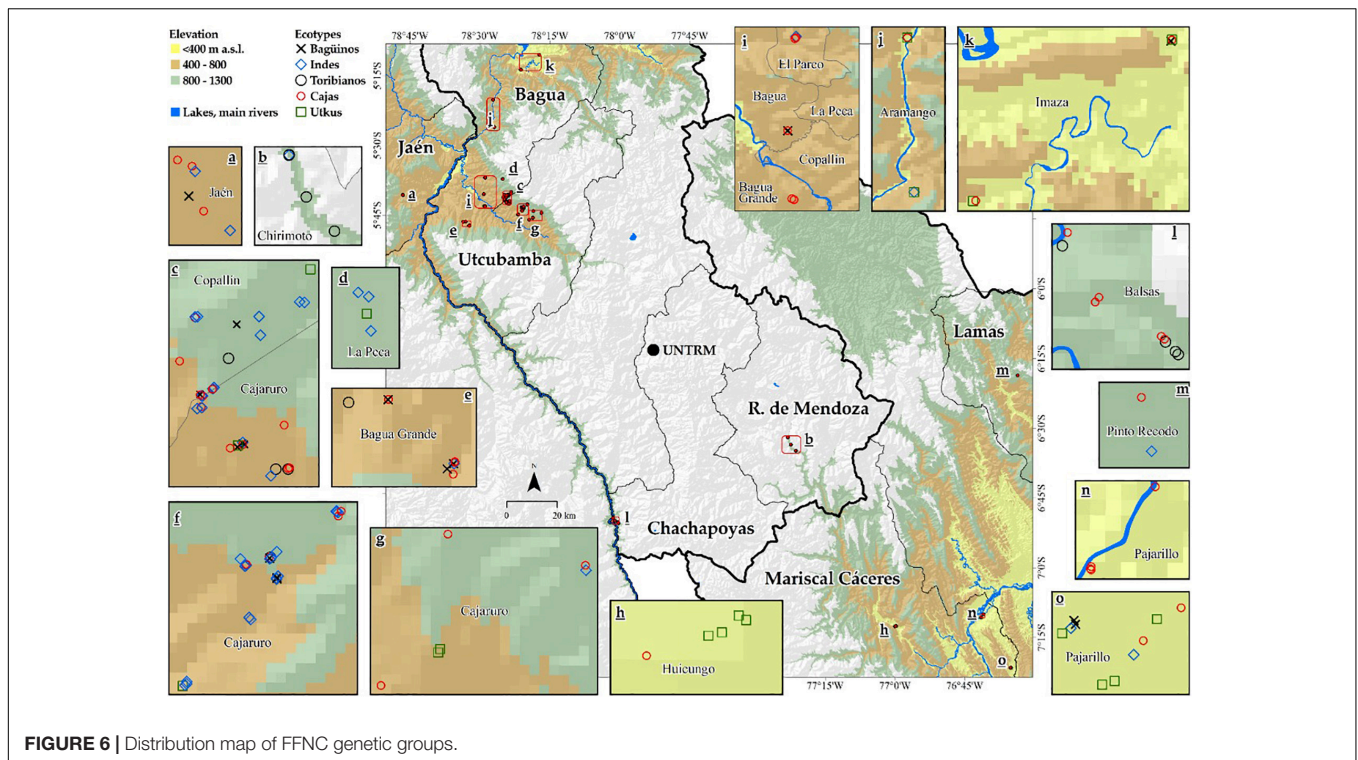 Elevation
<400 m a.s.l.
400 - 800
800 - 1300
Lakes, main rivers
Ecotypes
Bagüinos
Indes
Toribianos
Cajas
Utkus
78°45'W 78°30'W 78°15'W 78°0'W 77°45'W
5°15'S
5°30'S
5°45'S
6°0'S
6°15'S
6°30'S
6°45'S
7°0'S
7°15'S
77°15'W 77°0'W 76°45'W
Bagua
Jaén
Utcubamba
Lamas
UNTRM
R. de Mendoza
Chachapoyas
Mariscal Cáceres
k
j
d
c
a
i
f
g
e
m
b
l
h
n
o
N
0 20 km
a
Jaén
b
Chirimoto
c
Copallin
Cajaruro
d
La Peca
e
Bagua Grande
f
Cajaruro
g
Cajaruro
h
Huicungo
i
El Parco
Bagua
La Peca
Copallin
Bagua
Grande
j
Aramango
k
Imaza
l
Balsas
m
Pinto Recodo
n
Pajarillo
o
Pajarillo
FIGURE 6 | Distribution map of FFNC genetic groups.